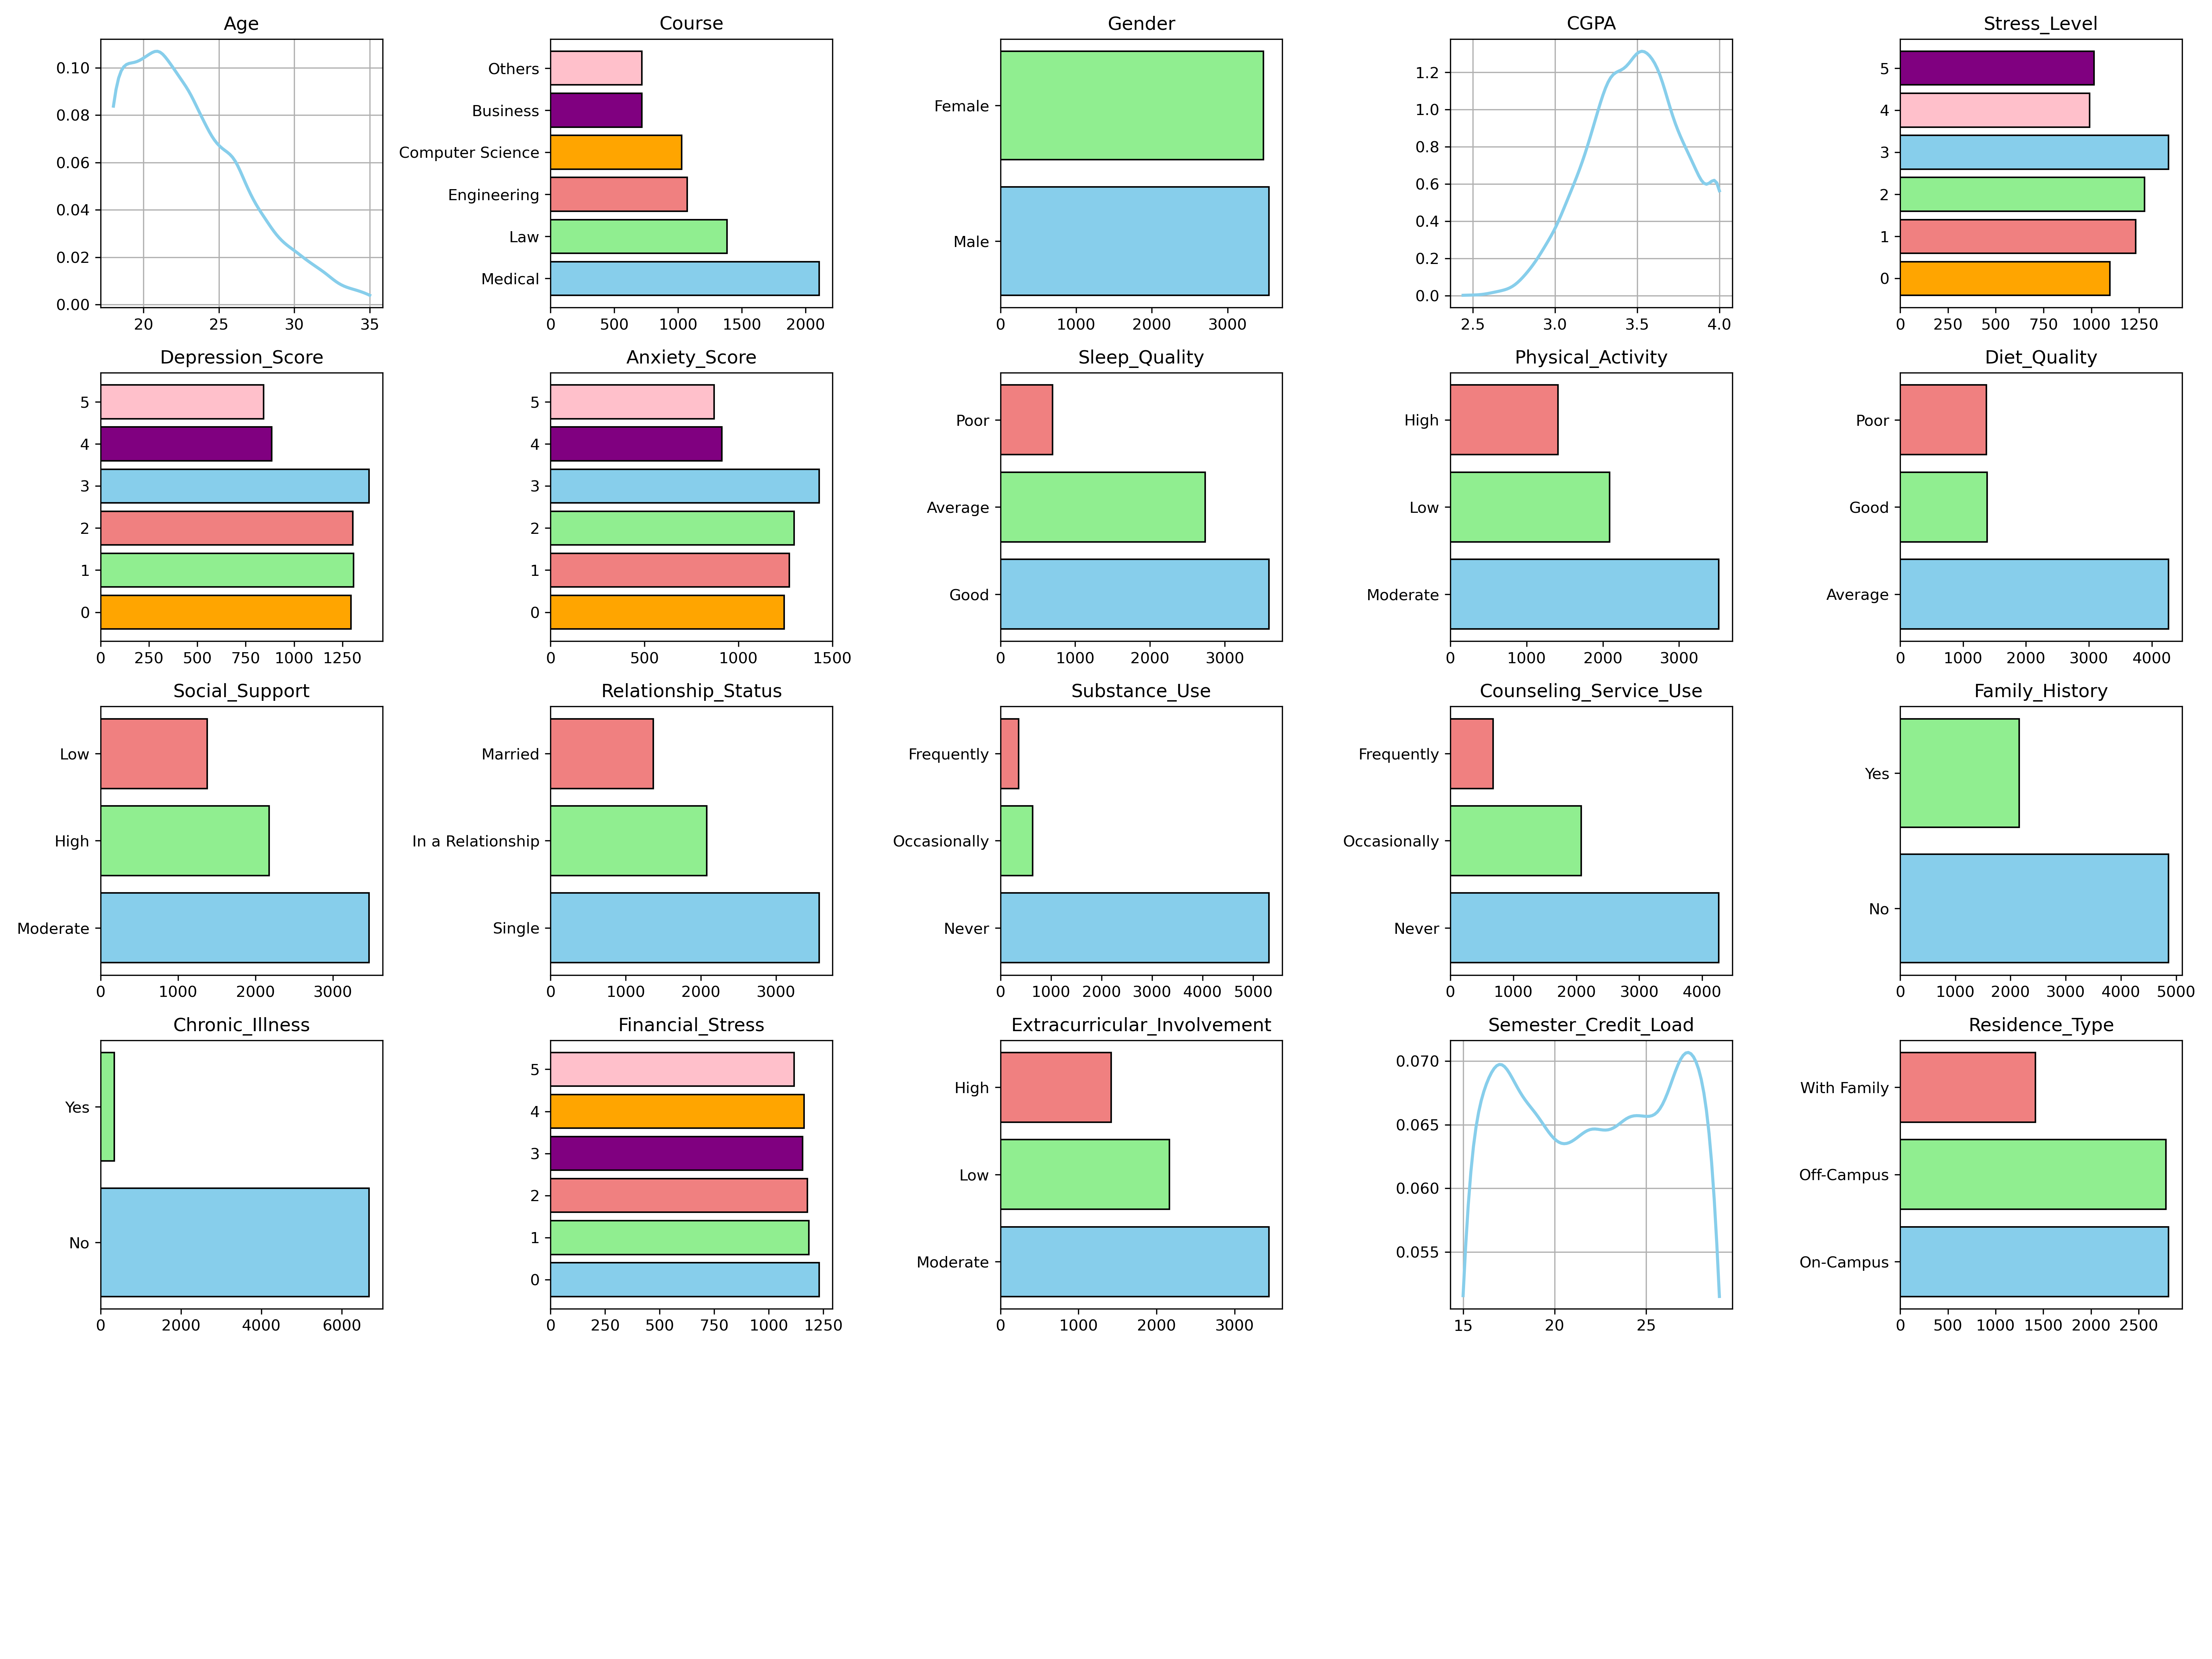 Age
0.10
0.08
0.06
0.04
0.02
0.00
20 25 30 35
Course
Others
Business
Computer Science
Engineering
Law
Medical
0 500 1000 1500 2000
Gender
Female
Male
0 1000 2000 3000
CGPA
1.2
1.0
0.8
0.6
0.4
0.2
0.0
2.5 3.0 3.5 4.0
Stress_Level
5
4
3
2
1
0
0 250 500 750 1000 1250
Depression_Score
5
4
3
2
1
0
0 250 500 750 1000 1250
Anxiety_Score
5
4
3
2
1
0
0 500 1000 1500
Sleep_Quality
Poor
Average
Good
0 1000 2000 3000
Physical_Activity
High
Low
Moderate
0 1000 2000 3000
Diet_Quality
Poor
Good
Average
0 1000 2000 3000 4000
Social_Support
Low
High
Moderate
0 1000 2000 3000
Relationship_Status
Married
In a Relationship
Single
0 1000 2000 3000
Substance_Use
Frequently
Occasionally
Never
0 1000 2000 3000 4000 5000
Counseling_Service_Use
Frequently
Occasionally
Never
0 1000 2000 3000 4000
Family_History
Yes
No
0 1000 2000 3000 4000 5000
Chronic_Illness
Yes
No
0 2000 4000 6000
Financial_Stress
5
4
3
2
1
0
0 250 500 750 1000 1250
Extracurricular_Involvement
High
Low
Moderate
0 1000 2000 3000
Semester_Credit_Load
0.070
0.065
0.060
0.055
15 20 25
Residence_Type
With Family
Off-Campus
On-Campus
0 500 1000 1500 2000 2500